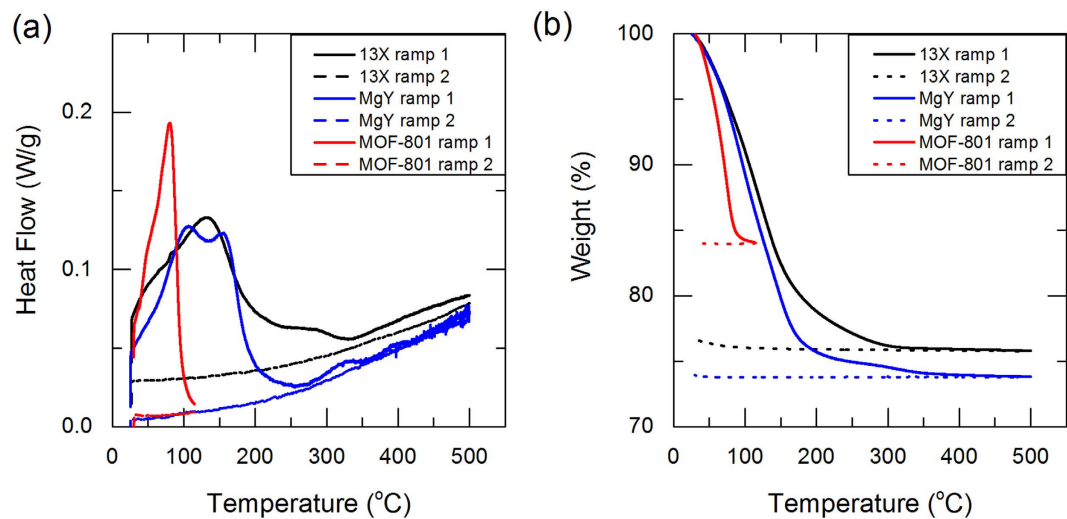 (a)
Heat Flow (W/g)
0.2
0.1
0.0
13X ramp 1
13X ramp 2
MgY ramp 1
MgY ramp 2
MOF-801 ramp 1
MOF-801 ramp 2
0 100 200 300 400 500
Temperature (°C)
(b)
Weight (%)
100
90
80
70
13X ramp 1
13X ramp 2
MgY ramp 1
MgY ramp 2
MOF-801 ramp 1
MOF-801 ramp 2
0 100 200 300 400 500
Temperature (°C)